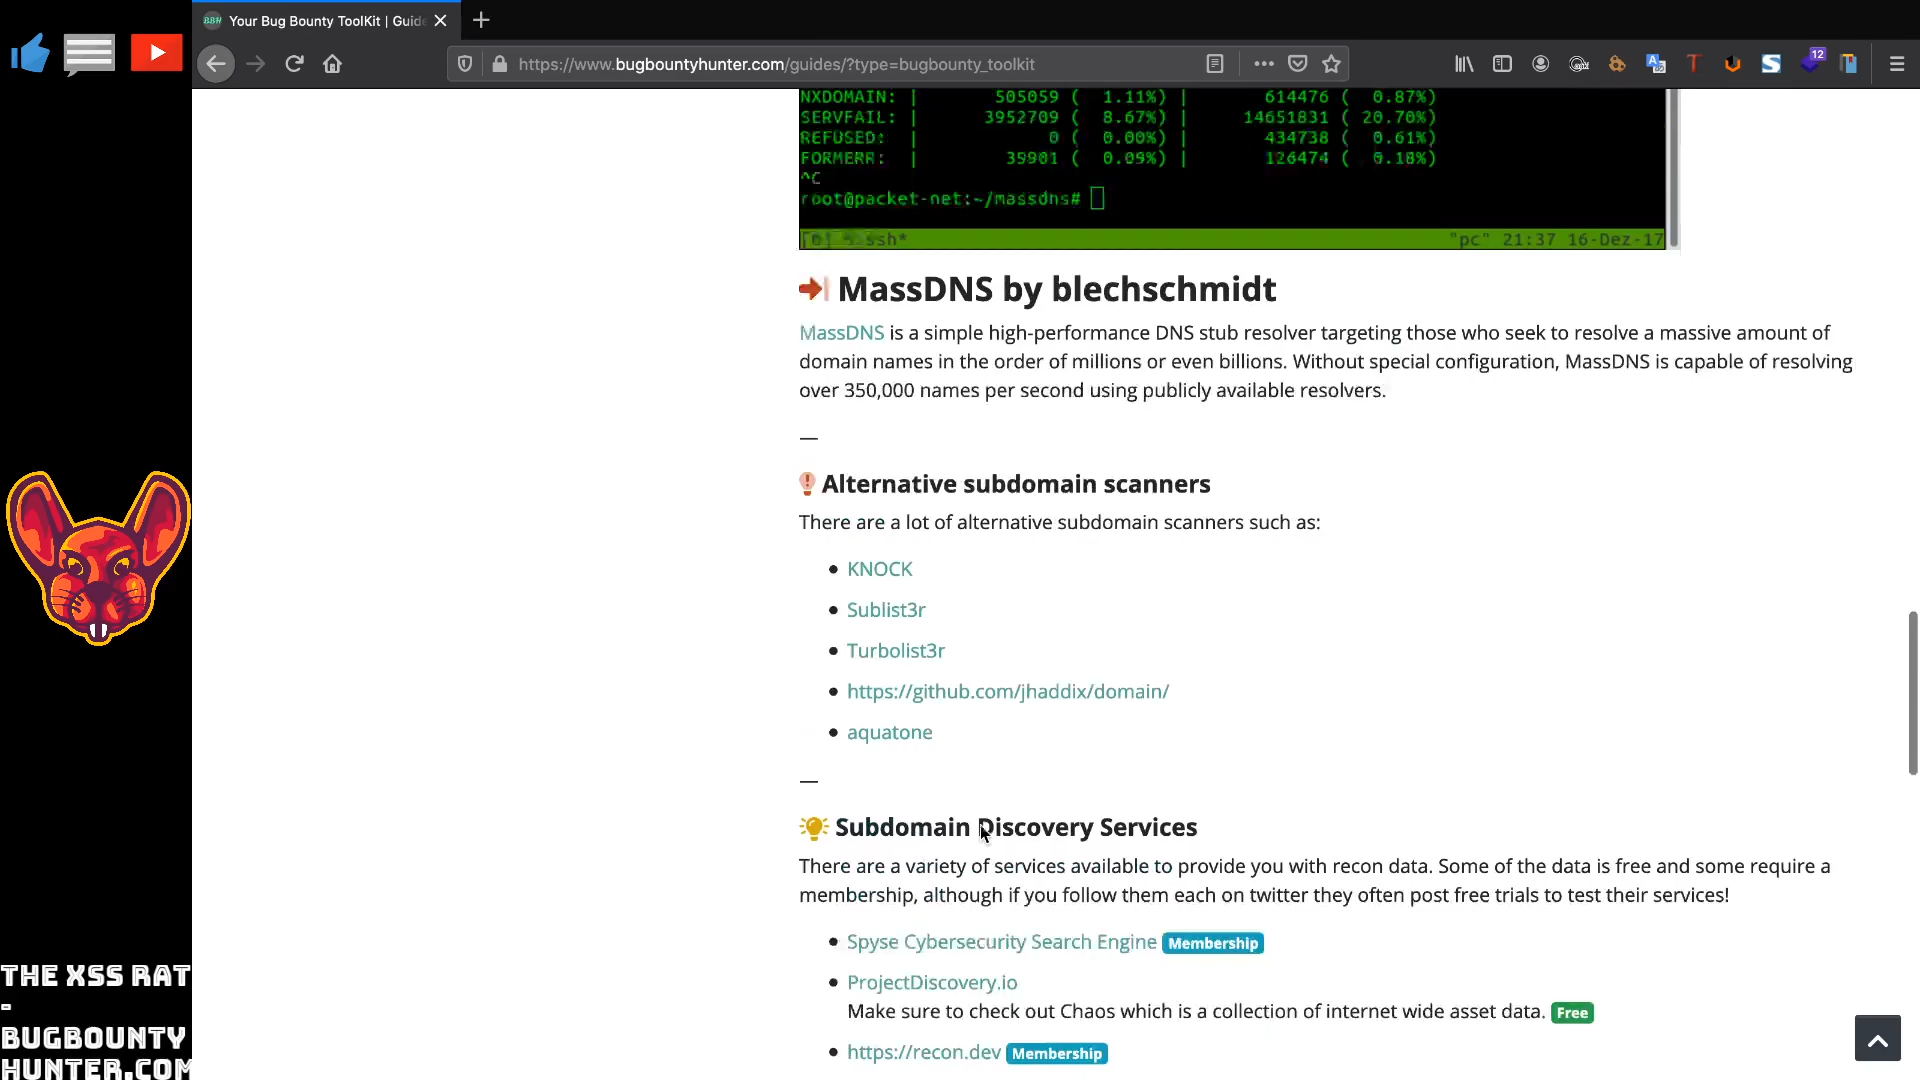 BBH Your Bug Bounty ToolKit | Guide
https://www.bugbountyhunter.com/guides/?type=bugbounty_toolkit
12
NXDOMAIN: | 505059 ( 1.11%) | 614476 ( 0.87%)
SERVFAIL: | 3952709 ( 8.67%) | 14651831 ( 20.70%)
REFUSED: | 0 ( 0.00%) | 434738 ( 0.61%)
FORMERR: | 39901 ( 0.09%) | 126474 ( 0.18%)
^C
root@packet-net:~/massdns#
"pc" 21:37 16-Dez-17
MassDNS by blechschmidt
MassDNS is a simple high-performance DNS stub resolver targeting those who seek to resolve a massive amount of
domain names in the order of millions or even billions. Without special configuration, MassDNS is capable of resolving
over 350,000 names per second using publicly available resolvers.
—
Alternative subdomain scanners
There are a lot of alternative subdomain scanners such as:
KNOCK
Sublist3r
Turbolist3r
https://github.com/jhaddix/domain/
aquatone
—
Subdomain Discovery Services
There are a variety of services available to provide you with recon data. Some of the data is free and some require a
membership, although if you follow them each on twitter they often post free trials to test their services!
Spyse Cybersecurity Search Engine Membership
ProjectDiscovery.io
Make sure to check out Chaos which is a collection of internet wide asset data. Free
https://recon.dev Membership
THE XSS RAT
-
BUGBOUNTY
HUNTER.COM